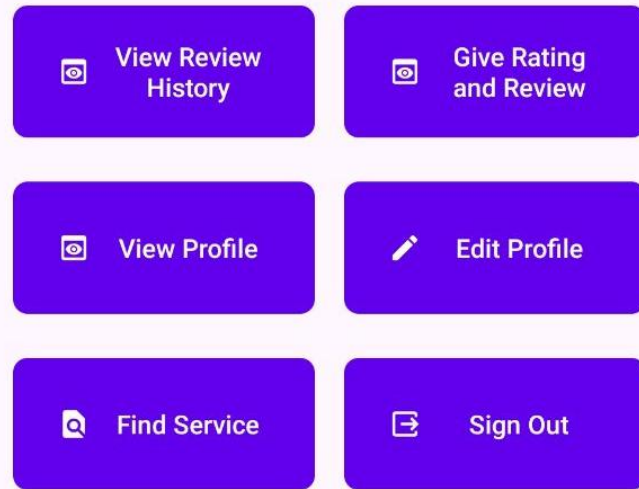 View Review
History
Give Rating
and Review
View Profile
Edit Profile
Find Service
Sign Out